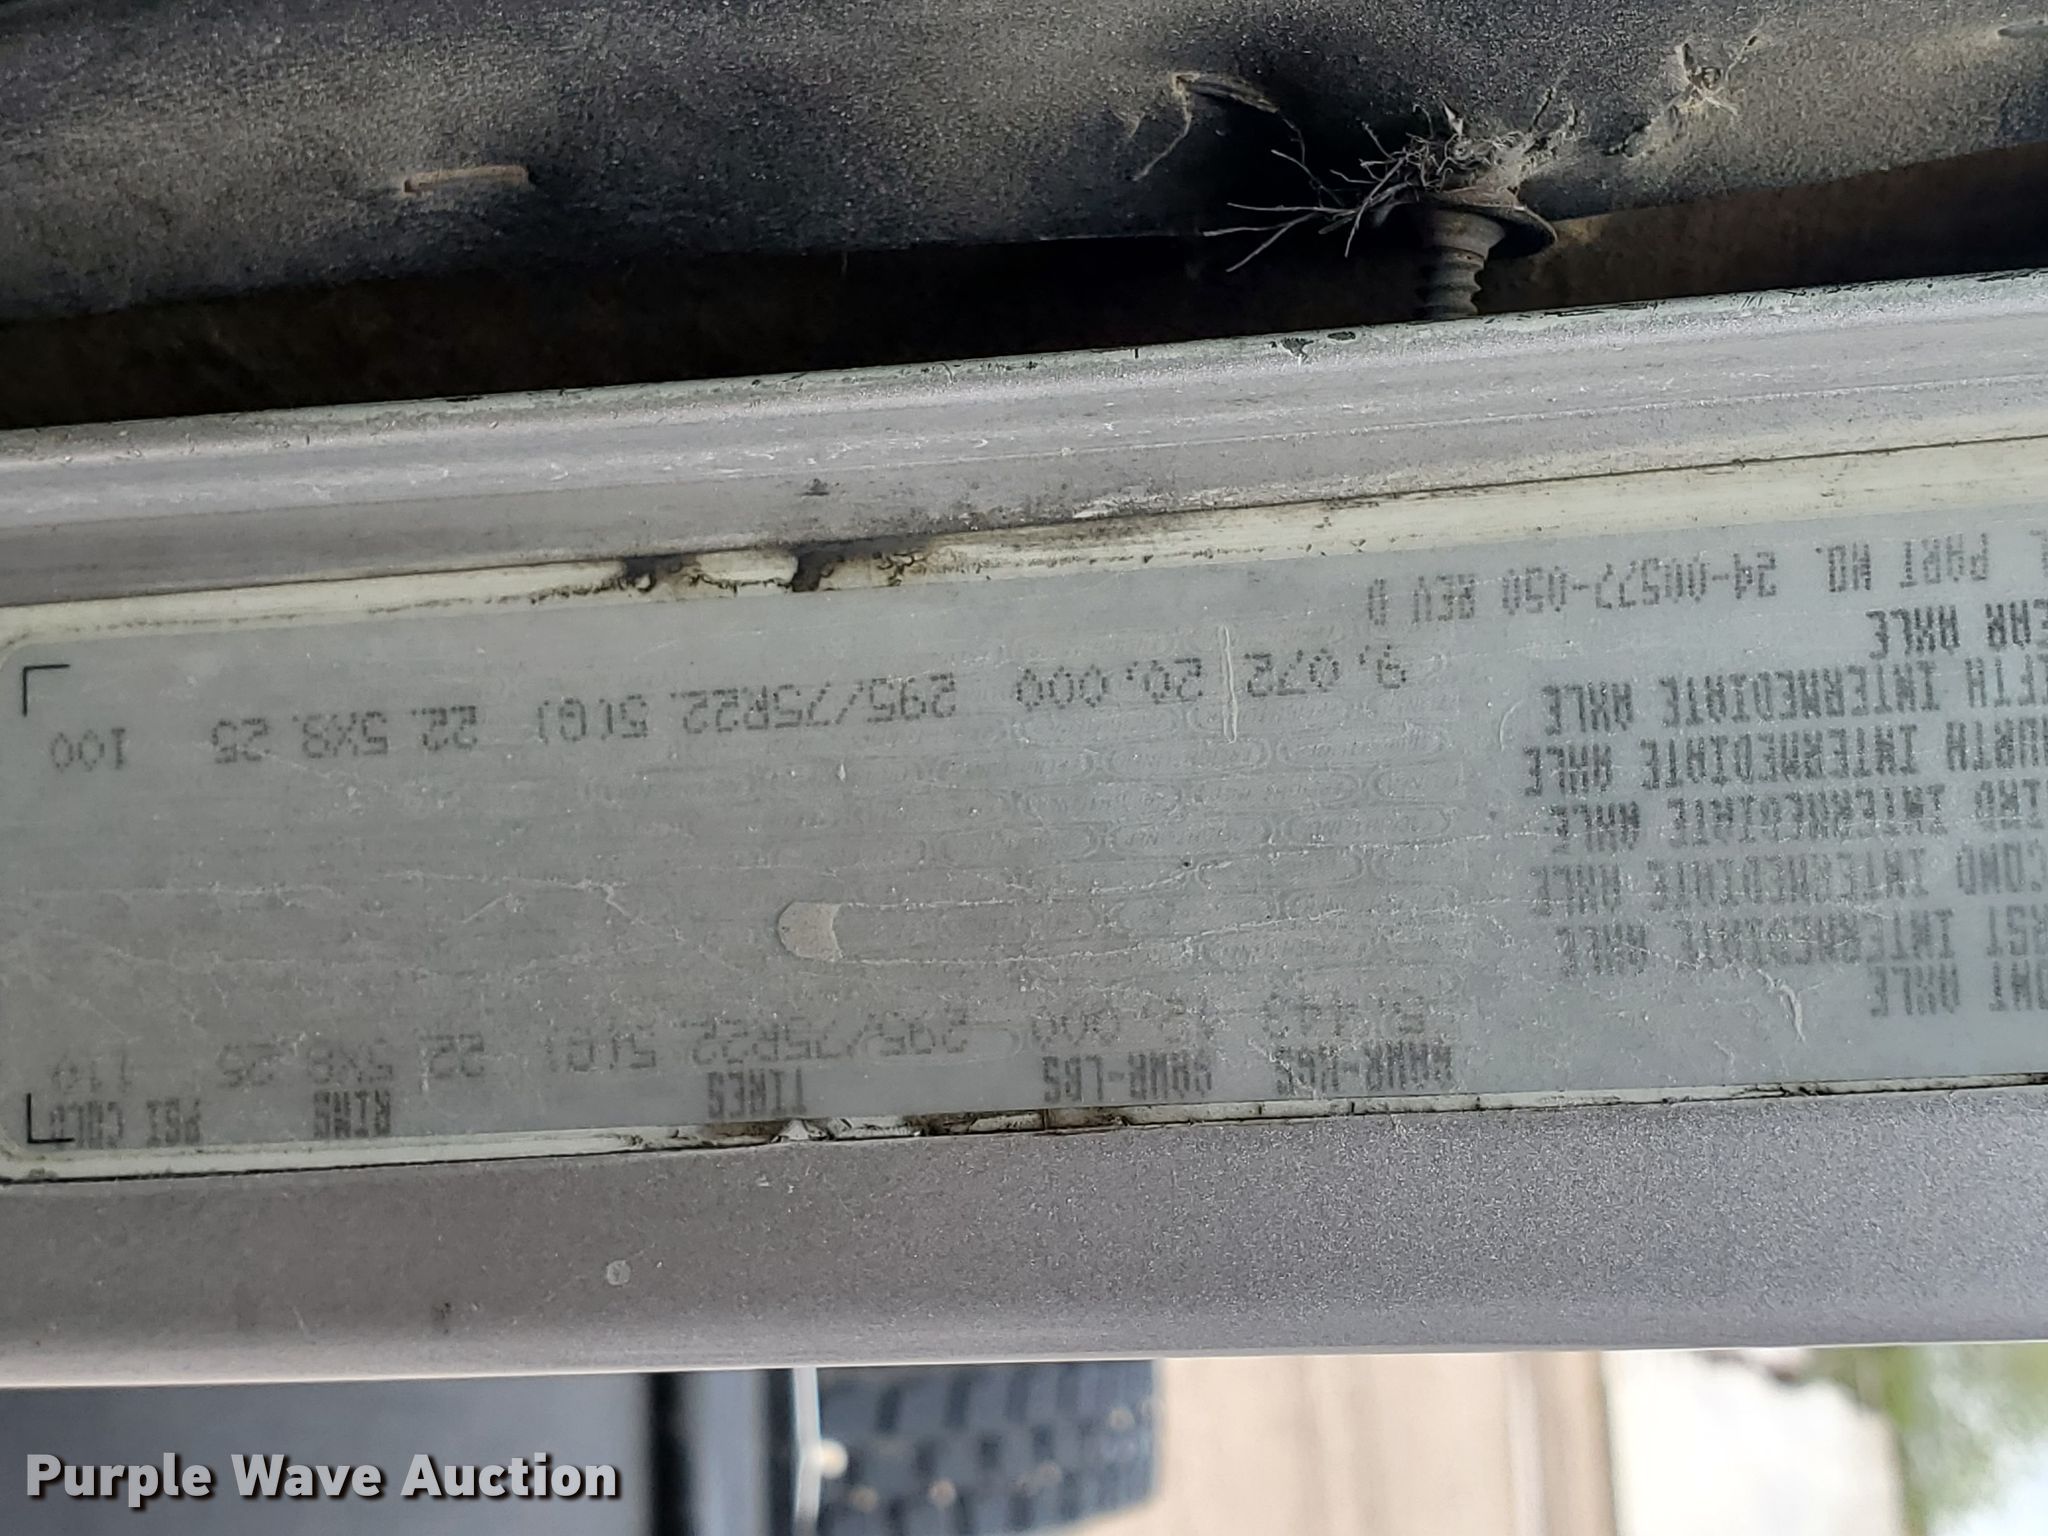 GAWR-KGS GAWR-LBS TIRES RIMS PSI COLD
ONT AXLE 5,443 12,000 295/75R22.5(G) 22.5X8.25 110
RST INTERMEDIATE AXLE
COND INTERMEDIATE AXLE
IRD INTERMEDIATE AXLE
OURTH INTERMEDIATE AXLE
IFTH INTERMEDIATE AXLE
EAR AXLE 9,072 20,000 295/75R22.5(G) 22.5X8.25 100
PART NO. 24-00577-050 REV D
Purple Wave Auction